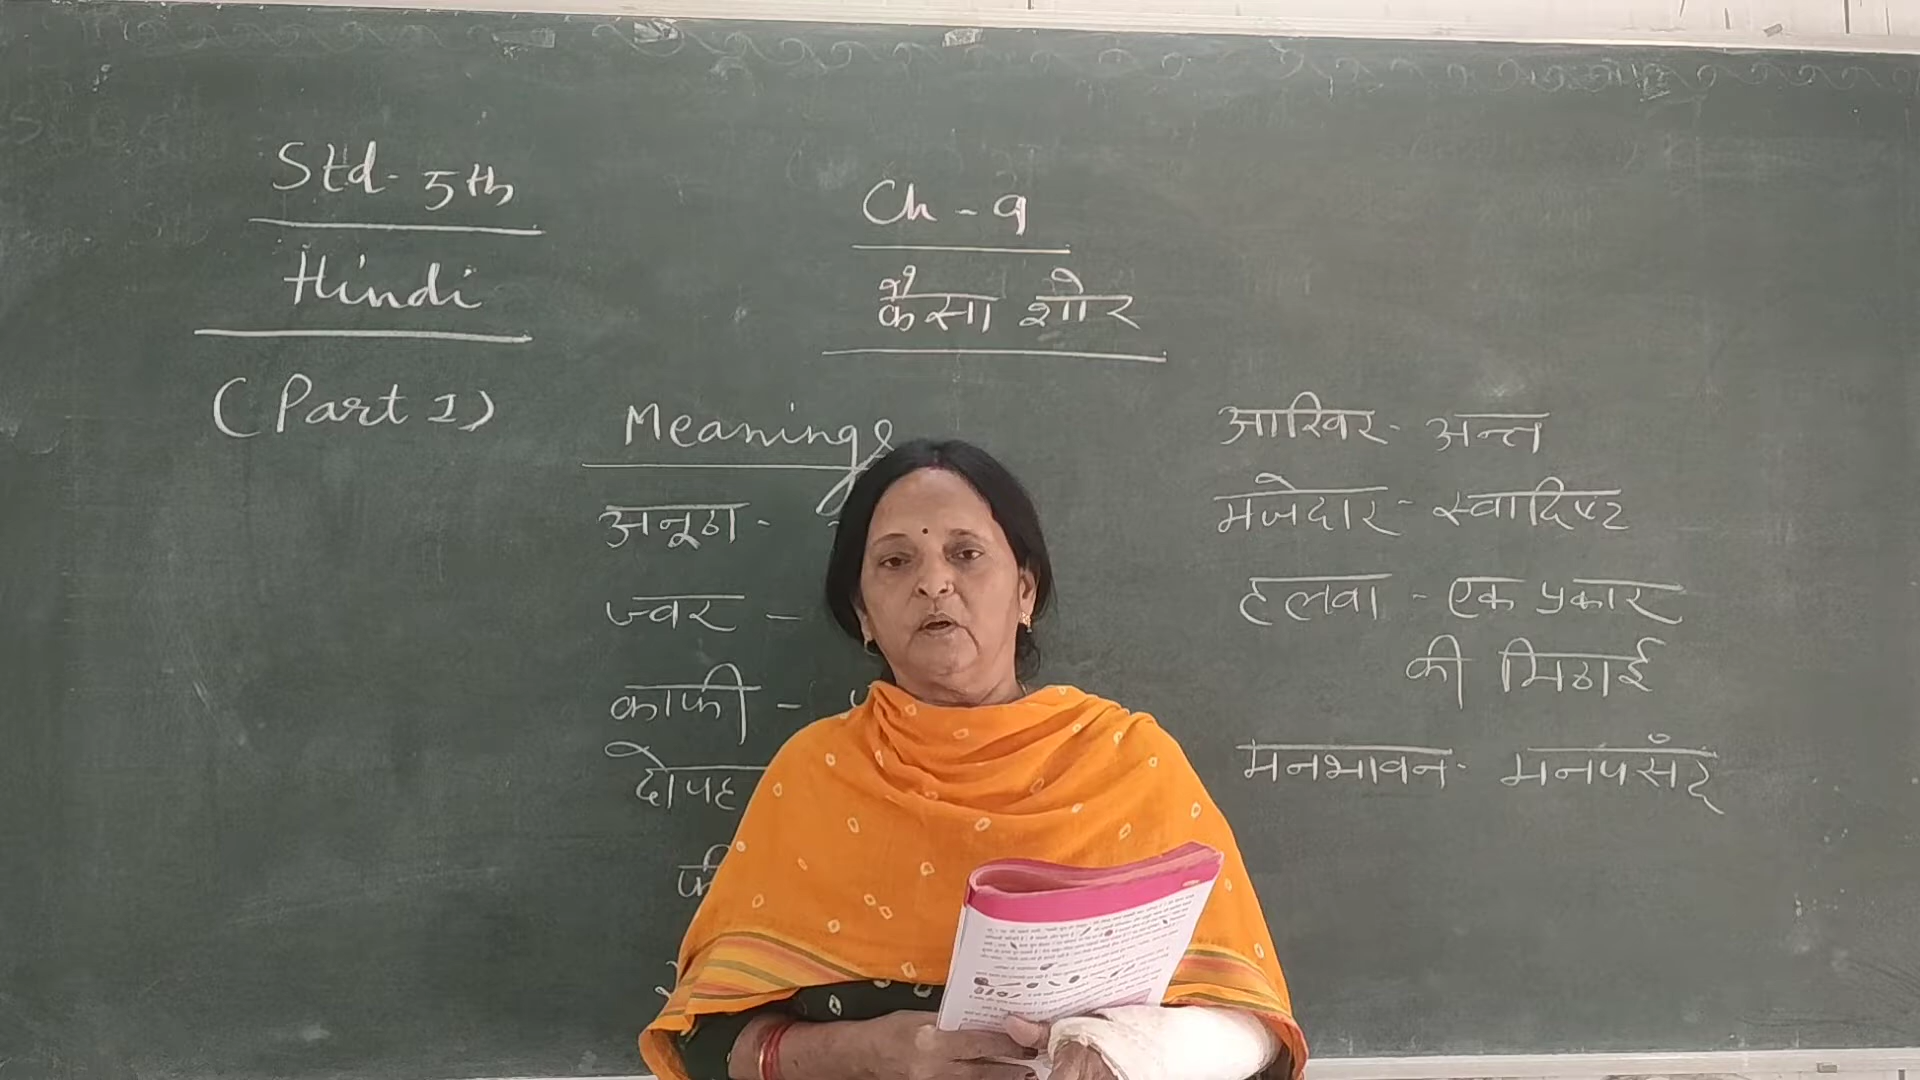 Std- 5th
Hindi
(Part 1)
Ch - 9
कैसा शोर
Meanings
अनूठा -
ज्वर -
काफी -
दोपह
आखिर - अन्त
मजेदार - स्वादिष्ट
हलवा - एक प्रकार
की मिठाई
मनभावन - मनपसँद